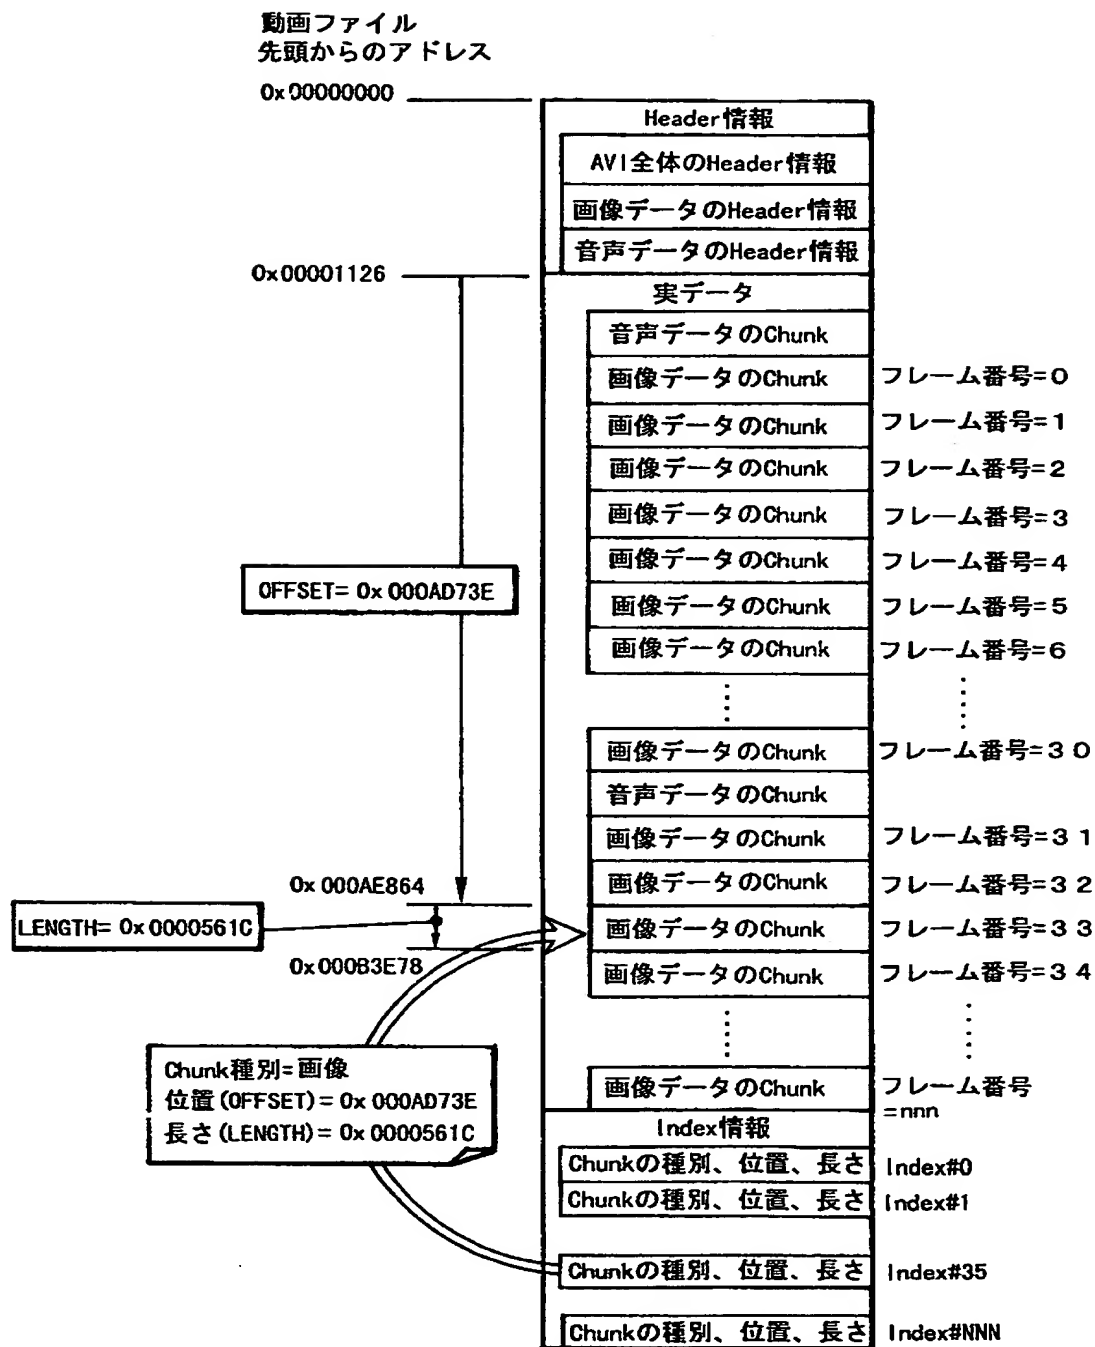 動画ファイル
先頭からのアドレス
0x00000000
Header情報
AVI全体のHeader情報
画像データのHeader情報
音声データのHeader情報
0x00001126
実データ
音声データのChunk
画像データのChunk フレーム番号=0
画像データのChunk フレーム番号=1
画像データのChunk フレーム番号=2
画像データのChunk フレーム番号=3
画像データのChunk フレーム番号=4
OFFSET= 0x 000AD73E
画像データのChunk フレーム番号=5
画像データのChunk フレーム番号=6
画像データのChunk フレーム番号=30
音声データのChunk
画像データのChunk フレーム番号=31
0x 000AE864
画像データのChunk フレーム番号=32
LENGTH= 0x 0000561C
画像データのChunk フレーム番号=33
0x 000B3E78
画像データのChunk フレーム番号=34
Chunk種別=画像
位置(OFFSET)= 0x 000AD73E
長さ(LENGTH)= 0x 0000561C
画像データのChunk フレーム番号
=nnn
Index情報
Chunkの種別、位置、長さ Index#0
Chunkの種別、位置、長さ Index#1
Chunkの種別、位置、長さ Index#35
Chunkの種別、位置、長さ Index#NNN